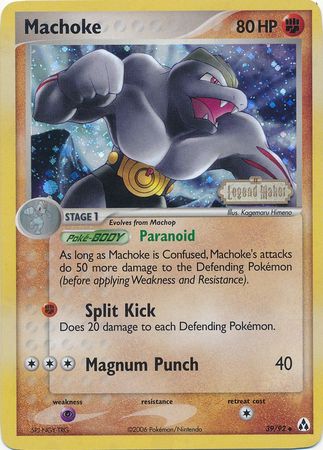 Machoke 80 HP
Legend Maker
Illus. Kagemaru Himeno
STAGE 1
Evolves from Machop
Poké-BODY Paranoid
As long as Machoke is Confused, Machoke's attacks
do 50 more damage to the Defending Pokémon
(before applying Weakness and Resistance).
Split Kick
Does 20 damage to each Defending Pokémon.
Magnum Punch 40
weakness resistance retreat cost
©2006 Pokémon/Nintendo 39/92